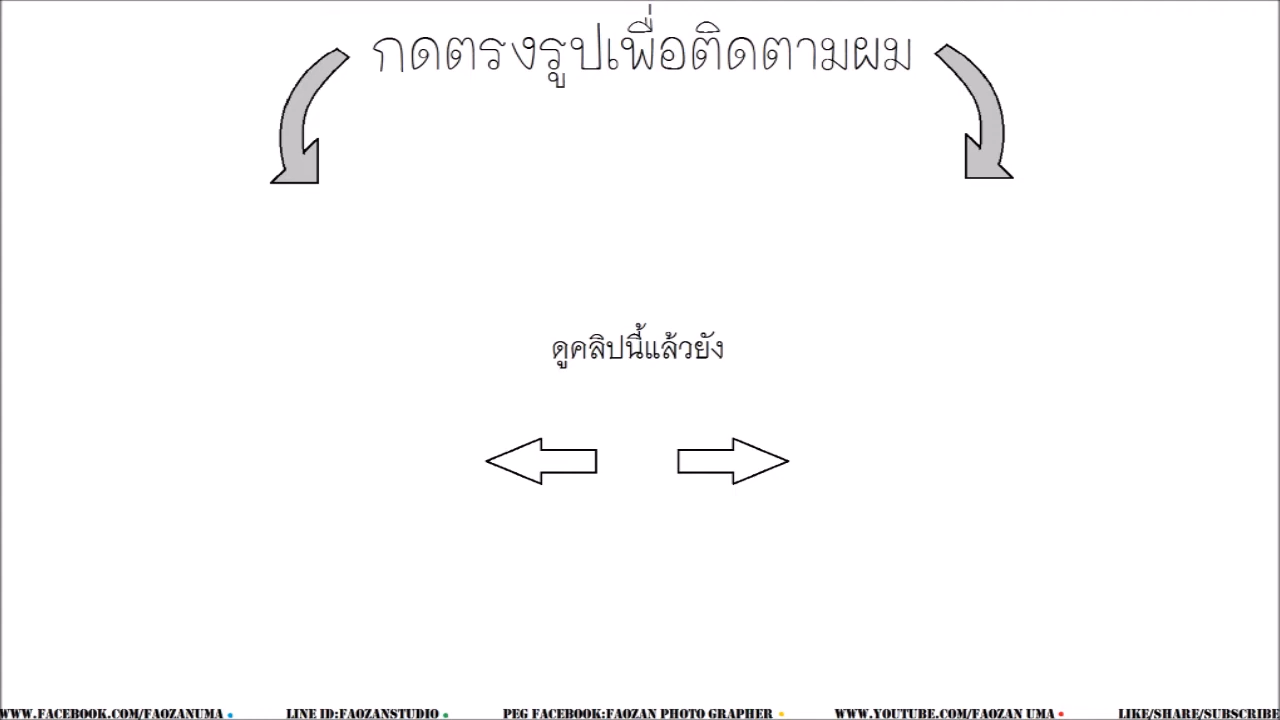 กดตรงรูปเพื่อติดตามผม
ดูคลิปนี้แล้วยัง
WWW.FACEBOOK.COM/FAOZANUMA LINE ID:FAOZANSTUDIO PEG FACEBOOK:FAOZAN PHOTO GRAPHER WWW.YOUTUBE.COM/FAOZAN UMA LIKE/SHARE/SUBSCRIBE